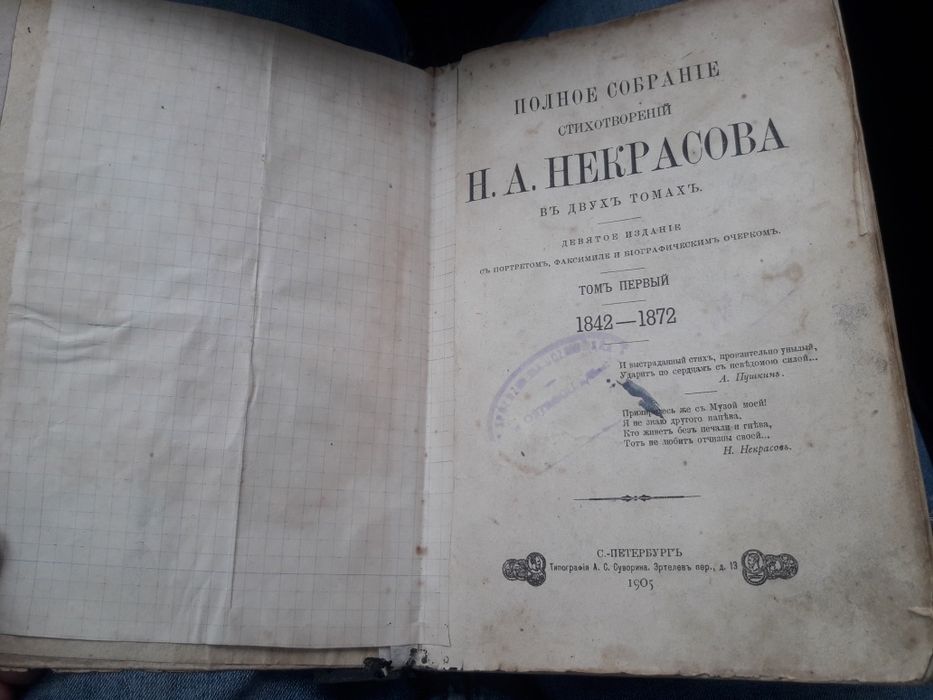 ПОЛНОЕ СОБРАНІЕ
СТИХОТВОРЕНІЙ
Н. А. НЕКРАСОВА
ВЪ ДВУХЪ ТОМАХЪ.
ДЕВЯТОЕ ИЗДАНІЕ
СЪ ПОРТРЕТОМЪ, ФАКСИМИЛЕ И БІОГРАФИЧЕСКИМЪ ОЧЕРКОМЪ.
ТОМЪ ПЕРВЫЙ
1842—1872
И выстраданный стихъ, пронзительно унылый,
Ударитъ по сердцамъ съ невѣдомою силой...
А. Пушкинъ.
же съ Музой моей!
Я не знаю другого напѣва.
Кто живетъ безъ печали и гнѣва,
Тотъ не любитъ отчизны своей...
Н. Некрасовъ.
С.-ПЕТЕРБУРГЪ
Типографія А. С. Суворина. Эртелевъ пер., д. 13
1905